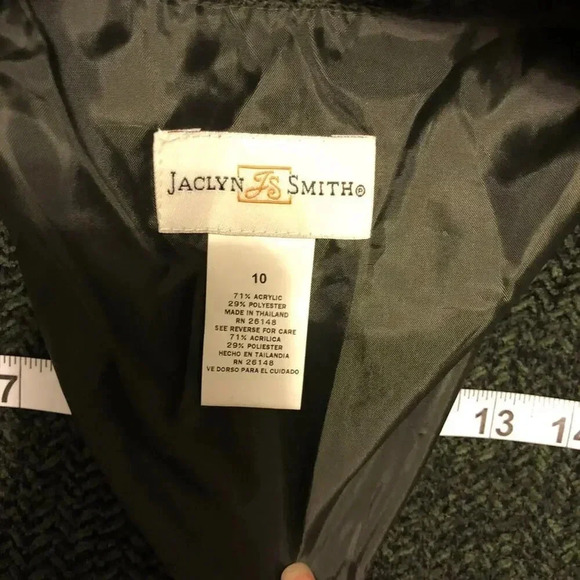 JACLYN JS SMITH ℗
10
71% ACRYLIC
29% POLYESTER
MADE IN THAILAND
RN 26148
SEE REVERSE FOR CARE
71% ACRILICA
29% POLIESTER
HECHO EN TAILANDIA
RN 26148
VE DORSO PARA EL CUIDADO
7 13 14